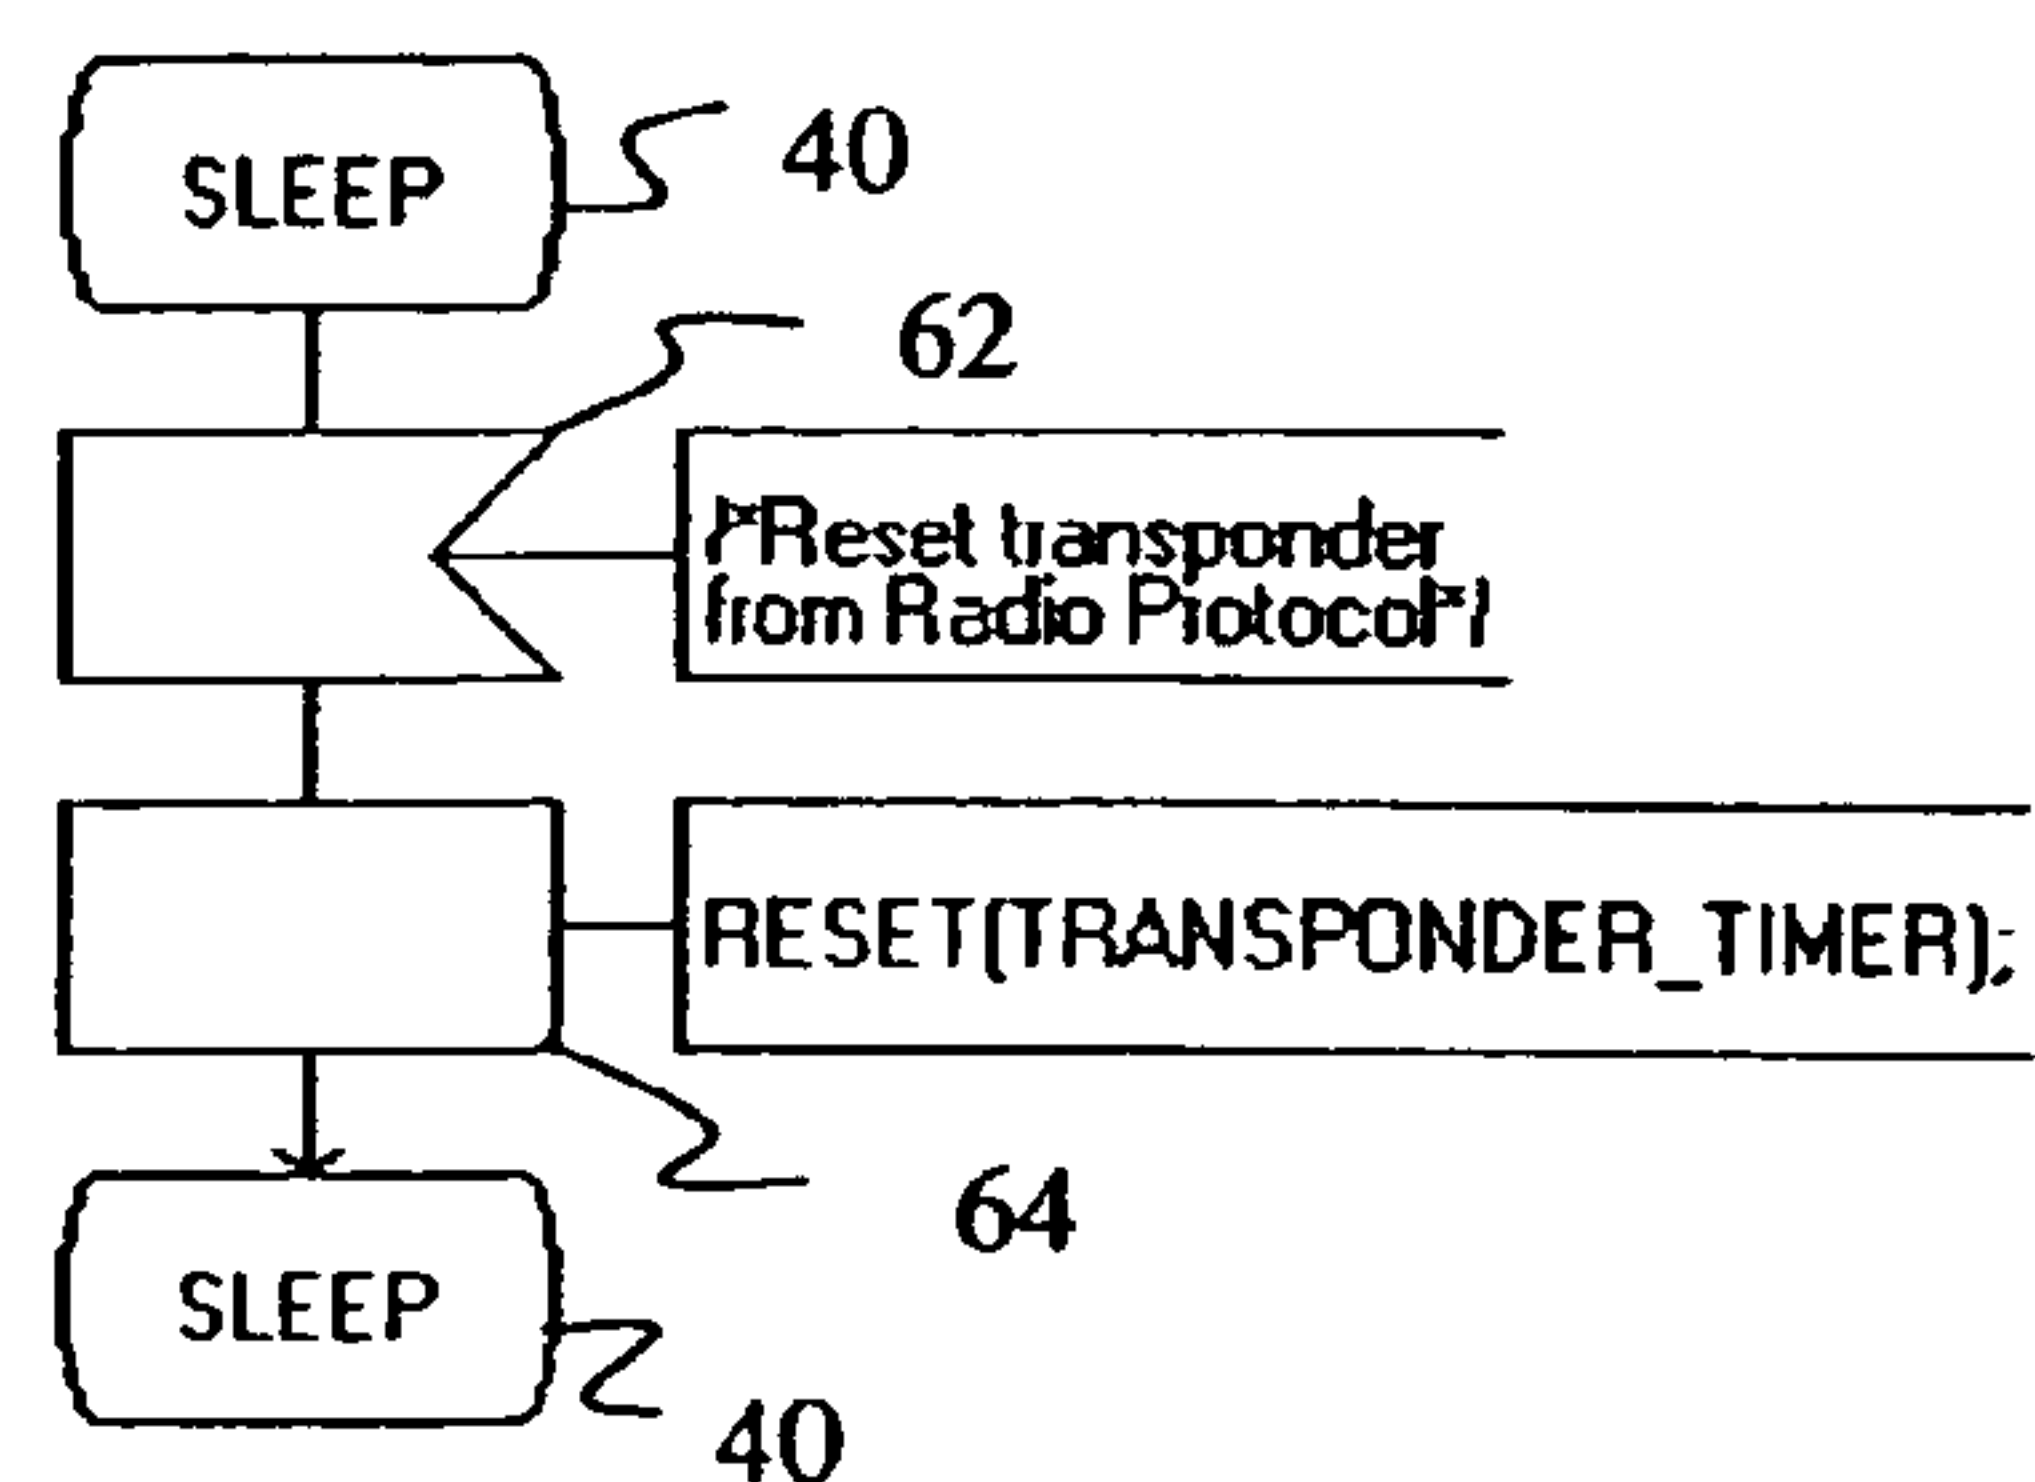 SLEEP
40
62
/*Reset transponder
from Radio Protocol*/
RESET(TRANSPONDER_TIMER);
64
SLEEP
40